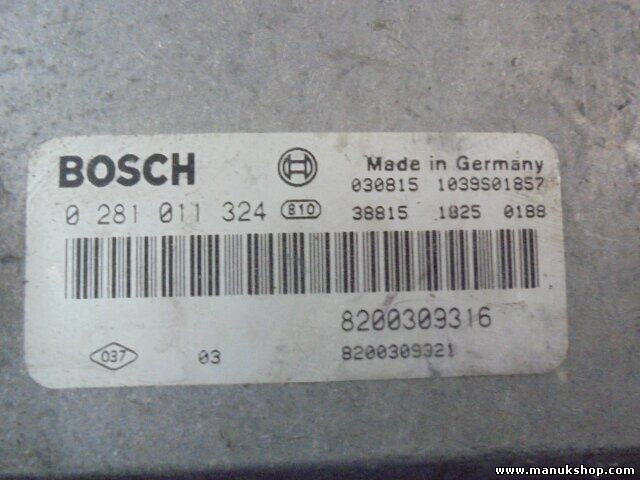 BOSCH Made in Germany
030815 1039S01857
0 281 011 324 810 38815 1825 0188
8200309316
037 03 8200309321
www.manukshop.com